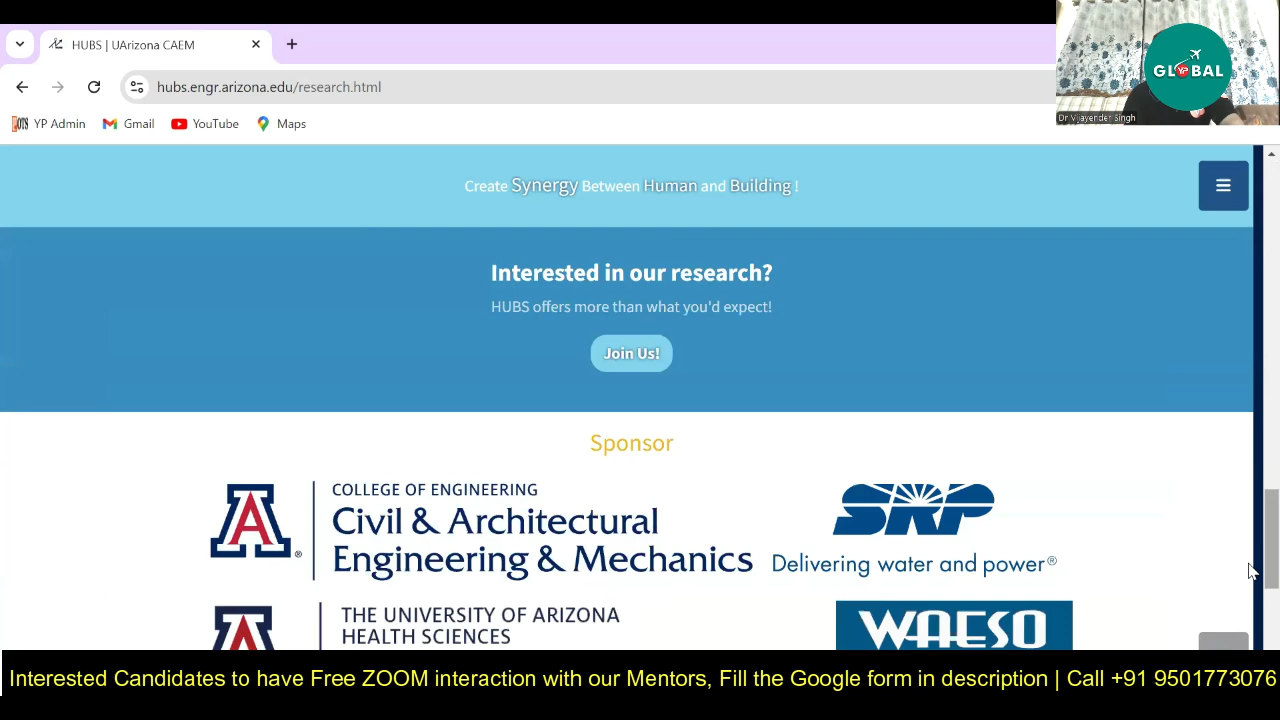 HUBS | UArizona CAEM
hubs.engr.arizona.edu/research.html
YP Admin Gmail YouTube Maps
GLOBAL
YP
Dr Vijayender Singh
Create Synergy Between Human and Building !
Interested in our research?
HUBS offers more than what you'd expect!
Join Us!
Sponsor
A COLLEGE OF ENGINEERING
Civil & Architectural
Engineering & Mechanics
SRP
Delivering water and power®
A THE UNIVERSITY OF ARIZONA
HEALTH SCIENCES
WAESO
Interested Candidates to have Free ZOOM interaction with our Mentors, Fill the Google form in description | Call +91 9501773076